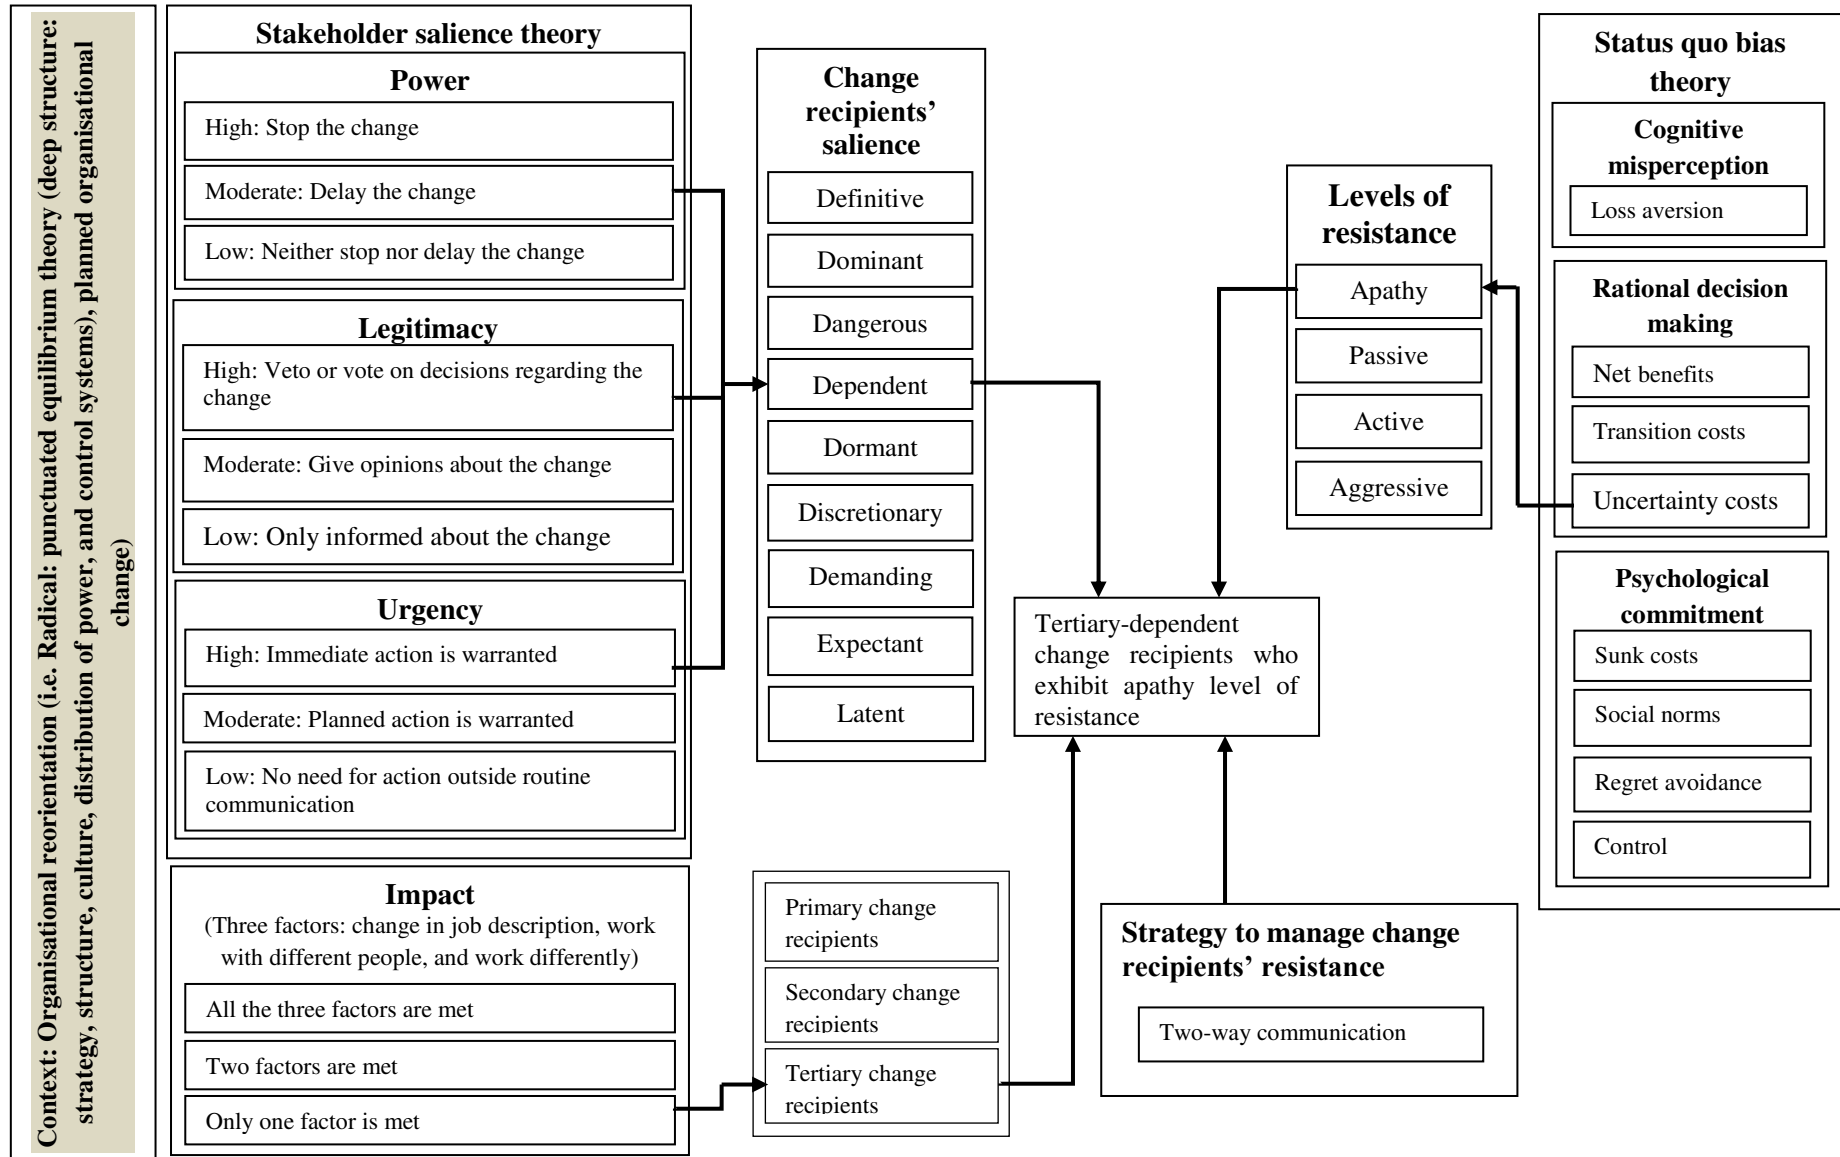 Context: Organisational reorientation (i.e. Radical: punctuated equilibrium theory (deep structure:
strategy, structure, culture, distribution of power, and control systems), planned organisational
change)
Stakeholder salience theory
Power
High: Stop the change
Moderate: Delay the change
Low: Neither stop nor delay the change
Legitimacy
High: Veto or vote on decisions regarding the
change
Moderate: Give opinions about the change
Low: Only informed about the change
Urgency
High: Immediate action is warranted
Moderate: Planned action is warranted
Low: No need for action outside routine
communication
Impact
(Three factors: change in job description, work
with different people, and work differently)
All the three factors are met
Two factors are met
Only one factor is met
Change
recipients’
salience
Definitive
Dominant
Dangerous
Dependent
Dormant
Discretionary
Demanding
Expectant
Latent
Primary change
recipients
Secondary change
recipients
Tertiary change
recipients
Tertiary-dependent
change recipients who
exhibit apathy level of
resistance
Strategy to manage change
recipients’ resistance
Two-way communication
Levels of
resistance
Apathy
Passive
Active
Aggressive
Status quo bias
theory
Cognitive
misperception
Loss aversion
Rational decision
making
Net benefits
Transition costs
Uncertainty costs
Psychological
commitment
Sunk costs
Social norms
Regret avoidance
Control